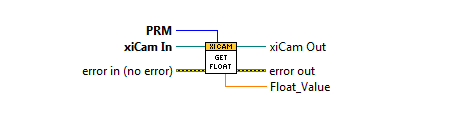 PRM
xiCam In
xiCam Out
XICAM
GET
FLOAT
error in (no error)
error out
Float_Value